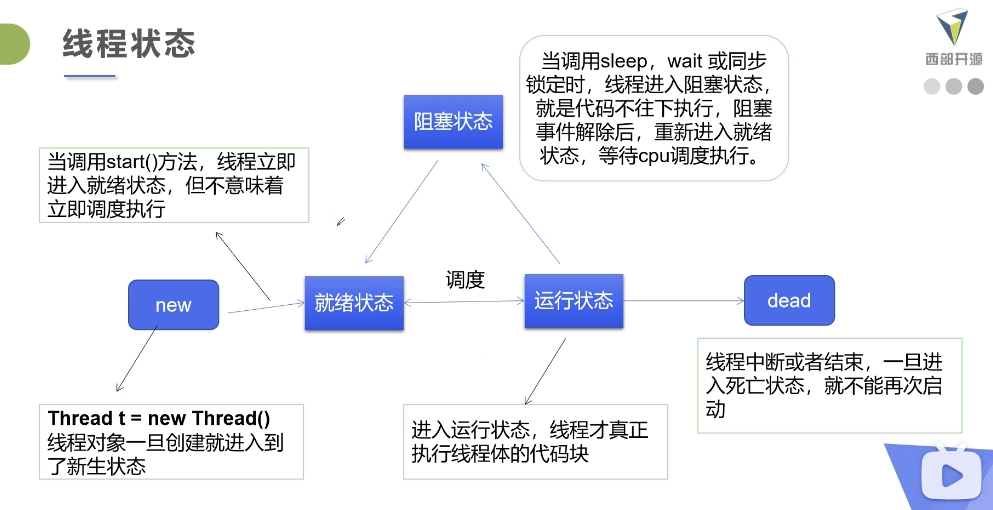 线程状态
西部开源
当调用sleep，wait 或同步
锁定时，线程进入阻塞状态，
就是代码不往下执行，阻塞
事件解除后，重新进入就绪
状态，等待cpu调度执行。
阻塞状态
当调用start()方法，线程立即
进入就绪状态，但不意味着
立即调度执行
new
就绪状态
调度
运行状态
dead
Thread t = new Thread()
线程对象一旦创建就进入到
了新生状态
进入运行状态，线程才真正
执行线程体的代码块
线程中断或者结束，一旦进
入死亡状态，就不能再次启
动